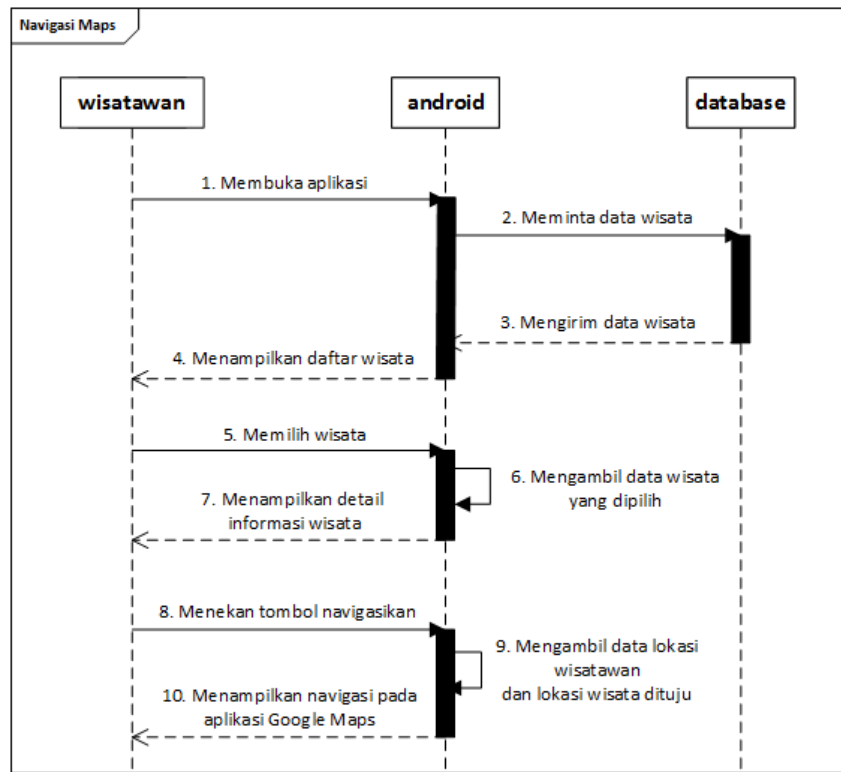 Navigasi Maps
wisatawan
android
database
1. Membuka aplikasi
2. Meminta data wisata
3. Mengirim data wisata
4. Menampilkan daftar wisata
5. Memilih wisata
6. Mengambil data wisata
yang dipilih
7. Menampilkan detail
informasi wisata
8. Menekan tombol navigasikan
9. Mengambil data lokasi
wisatawan
dan lokasi wisata dituju
10. Menampilkan navigasi pada
aplikasi Google Maps